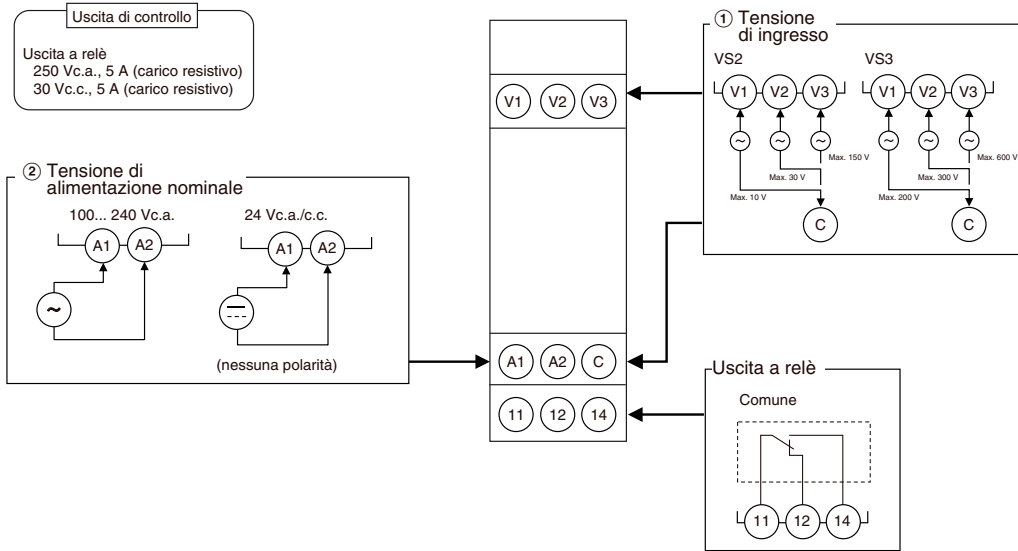 Uscita di controllo
Uscita a relè
250 Vc.a., 5 A (carico resistivo)
30 Vc.c., 5 A (carico resistivo)
② Tensione di
alimentazione nominale
100... 240 Vc.a.
24 Vc.a./c.c.
A1 A2
A1 A2
~
(nessuna polarità)
V1 V2 V3
A1 A2 C
11 12 14
① Tensione
di ingresso
VS2
VS3
V1 V2 V3
V1 V2 V3
~ ~ ~
~ ~ ~
Max. 150 V
Max. 600 V
Max. 30 V
Max. 300 V
Max. 10 V
Max. 200 V
C
C
Uscita a relè
Comune
11 12 14